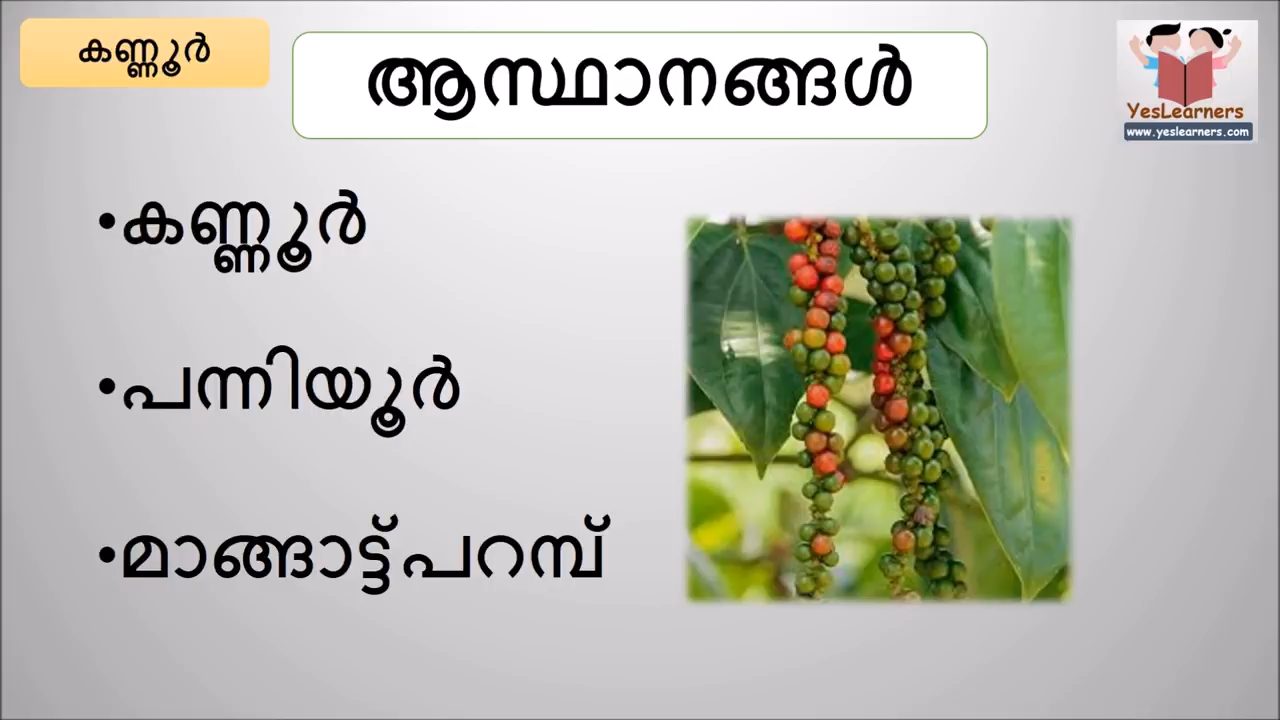 കണ്ണൂർ
ആസ്ഥാനങ്ങൾ
YesLearners
www.yeslearners.com
•കണ്ണൂർ
•പന്നിയൂർ
•മാങ്ങാട്ട്പറമ്പ്